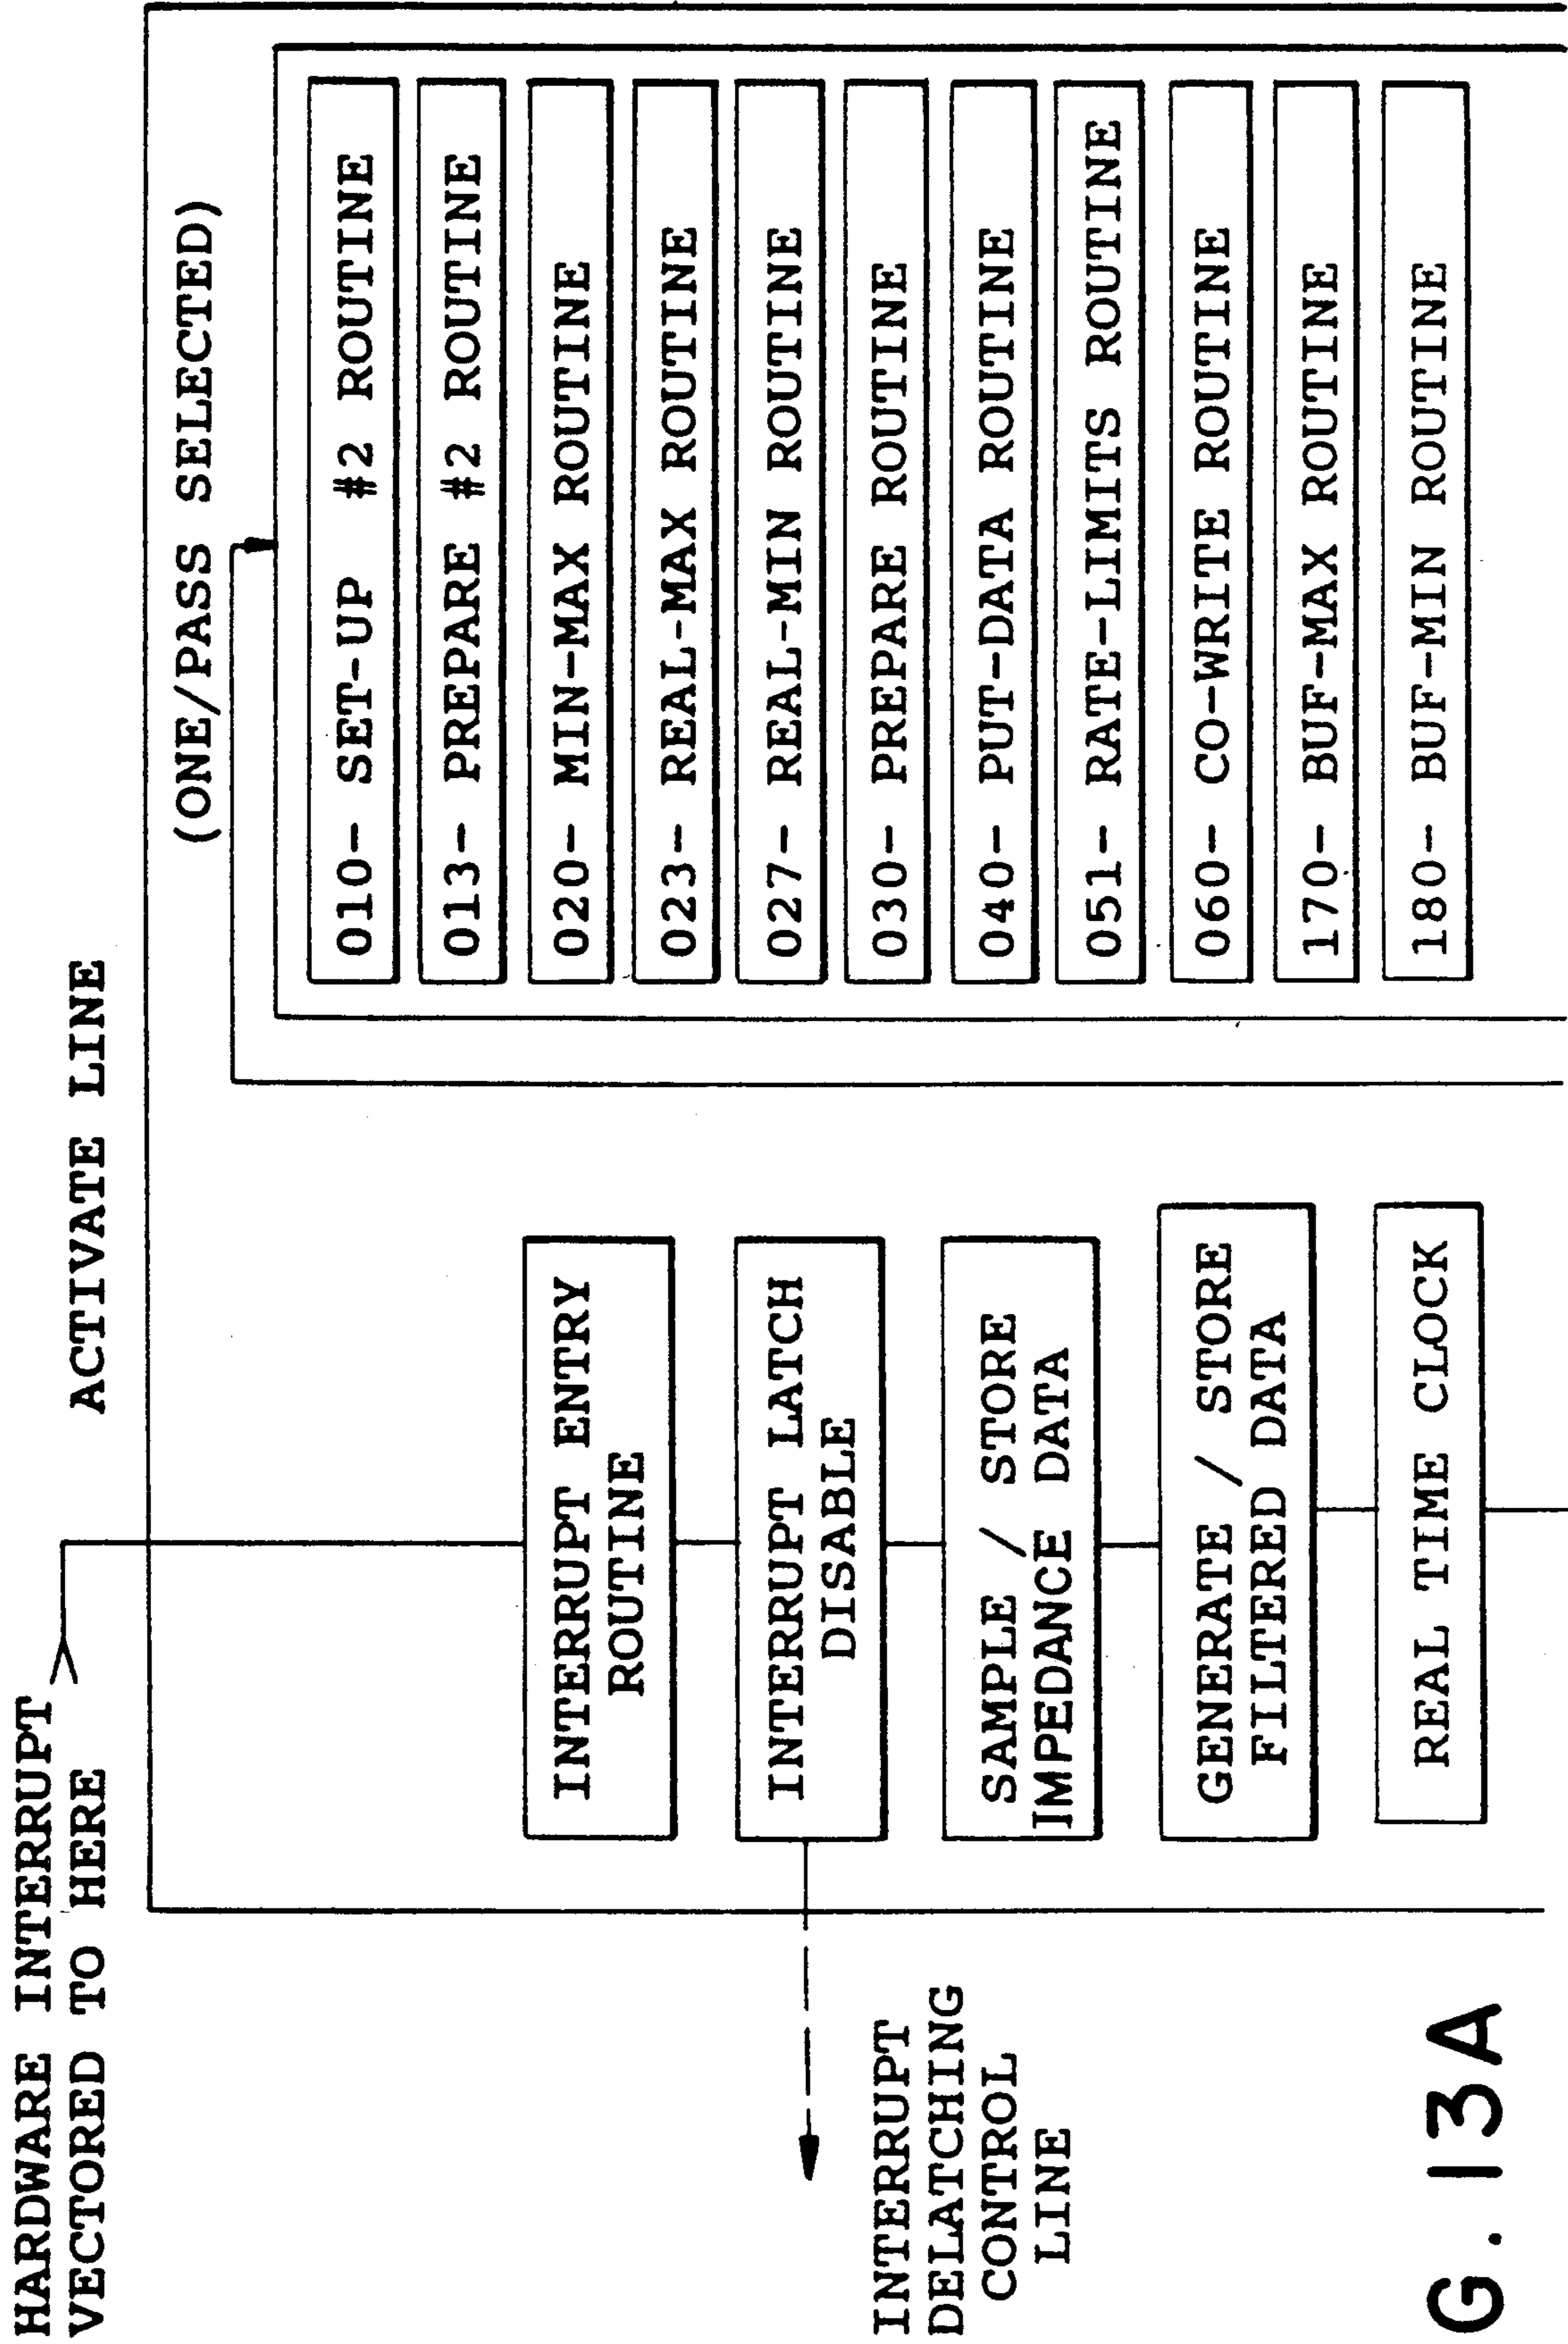 HARDWARE INTERRUPT
VECTORED TO HERE
ACTIVATE LINE
(ONE/PASS SELECTED)
010- SET-UP #2 ROUTINE
013- PREPARE #2 ROUTINE
020- MIN-MAX ROUTINE
023- REAL-MAX ROUTINE
027- REAL-MIN ROUTINE
030- PREPARE ROUTINE
040- PUT-DATA ROUTINE
051- RATE-LIMITS ROUTINE
060- CO-WRITE ROUTINE
170- BUF-MAX ROUTINE
180- BUF-MIN ROUTINE
INTERRUPT ENTRY
ROUTINE
INTERRUPT LATCH
DISABLE
SAMPLE / STORE
IMPEDANCE DATA
GENERATE / STORE
FILTERED DATA
REAL TIME CLOCK
INTERRUPT
DELATCHING
CONTROL
LINE
G. 13A